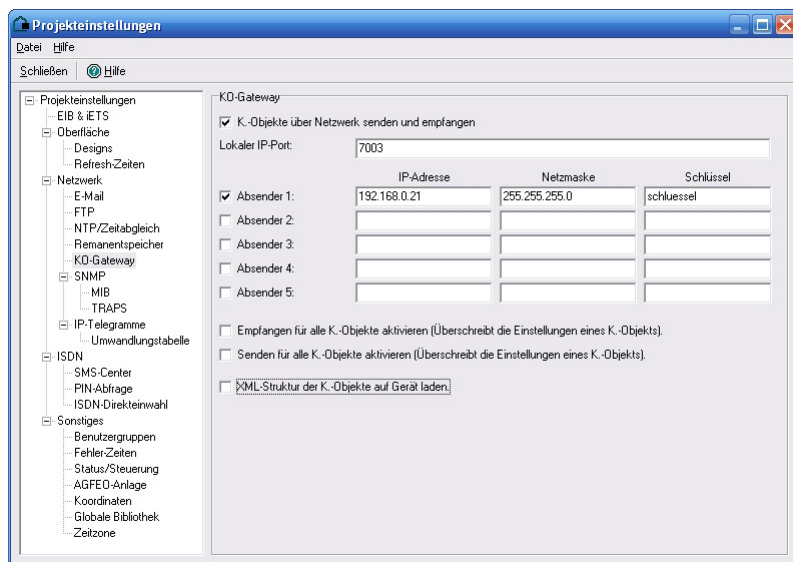 Projekteinstellungen
Datei Hilfe
Schließen Hilfe
Projekteinstellungen
EIB & iETS
Oberfläche
Designs
Refresh-Zeiten
Netzwerk
E-Mail
FTP
NTP/Zeitabgleich
Remanentspeicher
KO-Gateway
SNMP
MIB
TRAPS
IP-Telegramme
Umwandlungstabelle
ISDN
SMS-Center
PIN-Abfrage
ISDN-Direkteinwahl
Sonstiges
Benutzergruppen
Fehler-Zeiten
Status/Steuerung
AGFEO-Anlage
Koordinaten
Globale Bibliothek
Zeitzone
KO-Gateway
K.-Objekte über Netzwerk senden und empfangen
Lokaler IP-Port: 7003
IP-Adresse Netzmaske Schlüssel
Absender 1: 192.168.0.21 255.255.255.0 schluessel
Absender 2:
Absender 3:
Absender 4:
Absender 5:
Empfangen für alle K.-Objekte aktivieren (Überschreibt die Einstellungen eines K.-Objekts).
Senden für alle K.-Objekte aktivieren (Überschreibt die Einstellungen eines K.-Objekts).
XML-Struktur der K.-Objekte auf Gerät laden.